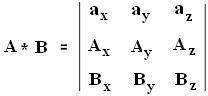 a_x a_y a_z
A * B = A_x A_y A_z
B_x B_y B_z